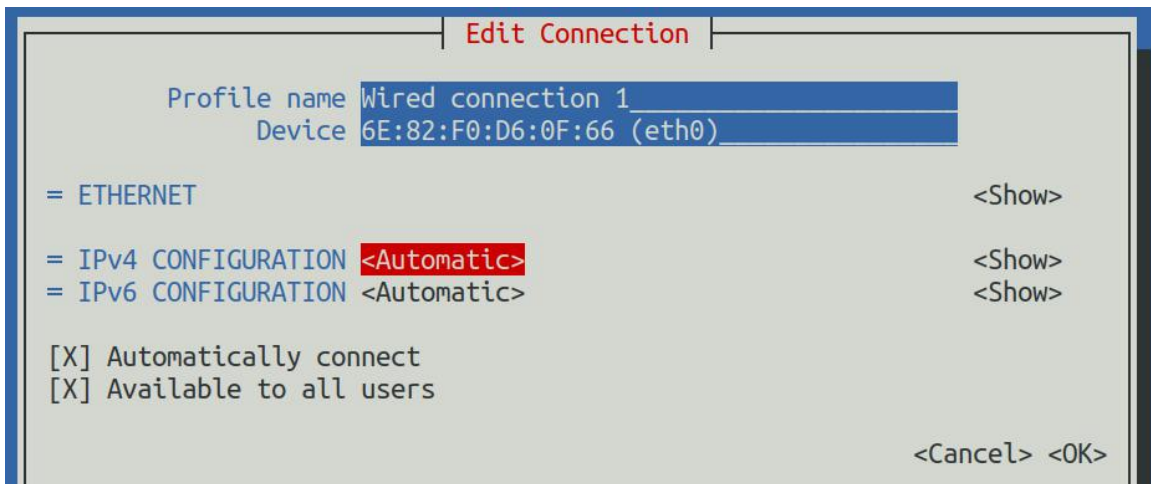 Edit Connection
Profile name Wired connection 1
Device 6E:82:F0:D6:0F:66 (eth0)
= ETHERNET <Show>
= IPv4 CONFIGURATION <Automatic> <Show>
= IPv6 CONFIGURATION <Automatic> <Show>
[X] Automatically connect
[X] Available to all users
<Cancel> <OK>